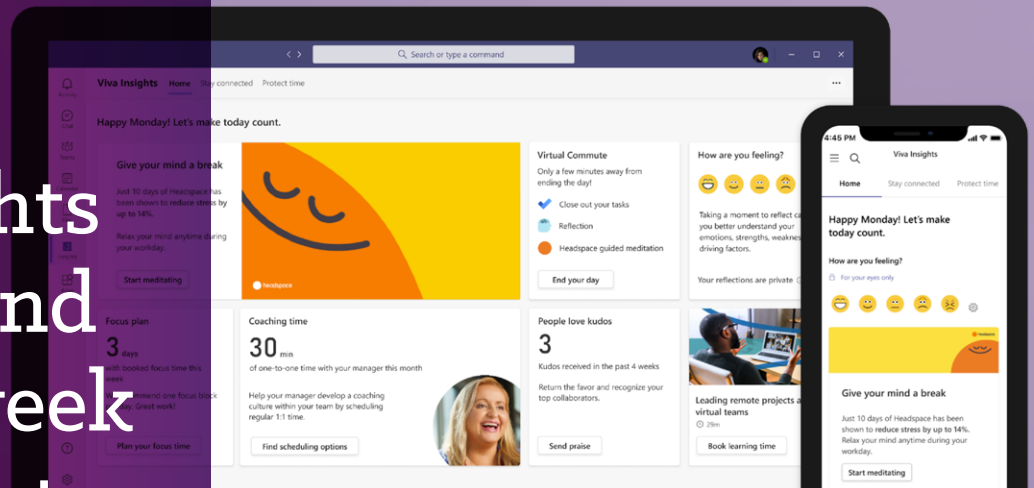 Search or type a command
Viva Insights Home Stay connected Protect time
Activity
Chat
Teams
Insights
Happy Monday! Let's make today count.
Give your mind a break
Just 10 days of Headspace has
been shown to reduce stress by
up to 14%.
Relax your mind anytime during
your workday.
Start meditating
headspace
Virtual Commute
Only a few minutes away from
ending the day!
Close out your tasks
Reflection
Headspace guided meditation
End your day
How are you feeling?
Taking a moment to reflect ca
you better understand your
emotions, strengths, weaknes
driving factors.
Your reflections are private
Focus plan
3 days
with booked focus time this
week
Plan your focus time
Coaching time
30 min
of one-to-one time with your manager this month
Help your manager develop a coaching
culture within your team by scheduling
regular 1:1 time.
Find scheduling options
People love kudos
3
Kudos received in the past 4 weeks
Return the favor and recognize your
top collaborators.
Send praise
Leading remote projects a
virtual teams
29m
Book learning time
hts
nd
reek
4:45 PM
Viva Insights
Home Stay connected Protect time
Happy Monday! Let's make
today count.
How are you feeling?
For your eyes only
headspace
Give your mind a break
Just 10 days of Headspace has been
shown to reduce stress by up to 14%.
Relax your mind anytime during your
workday.
Start meditating